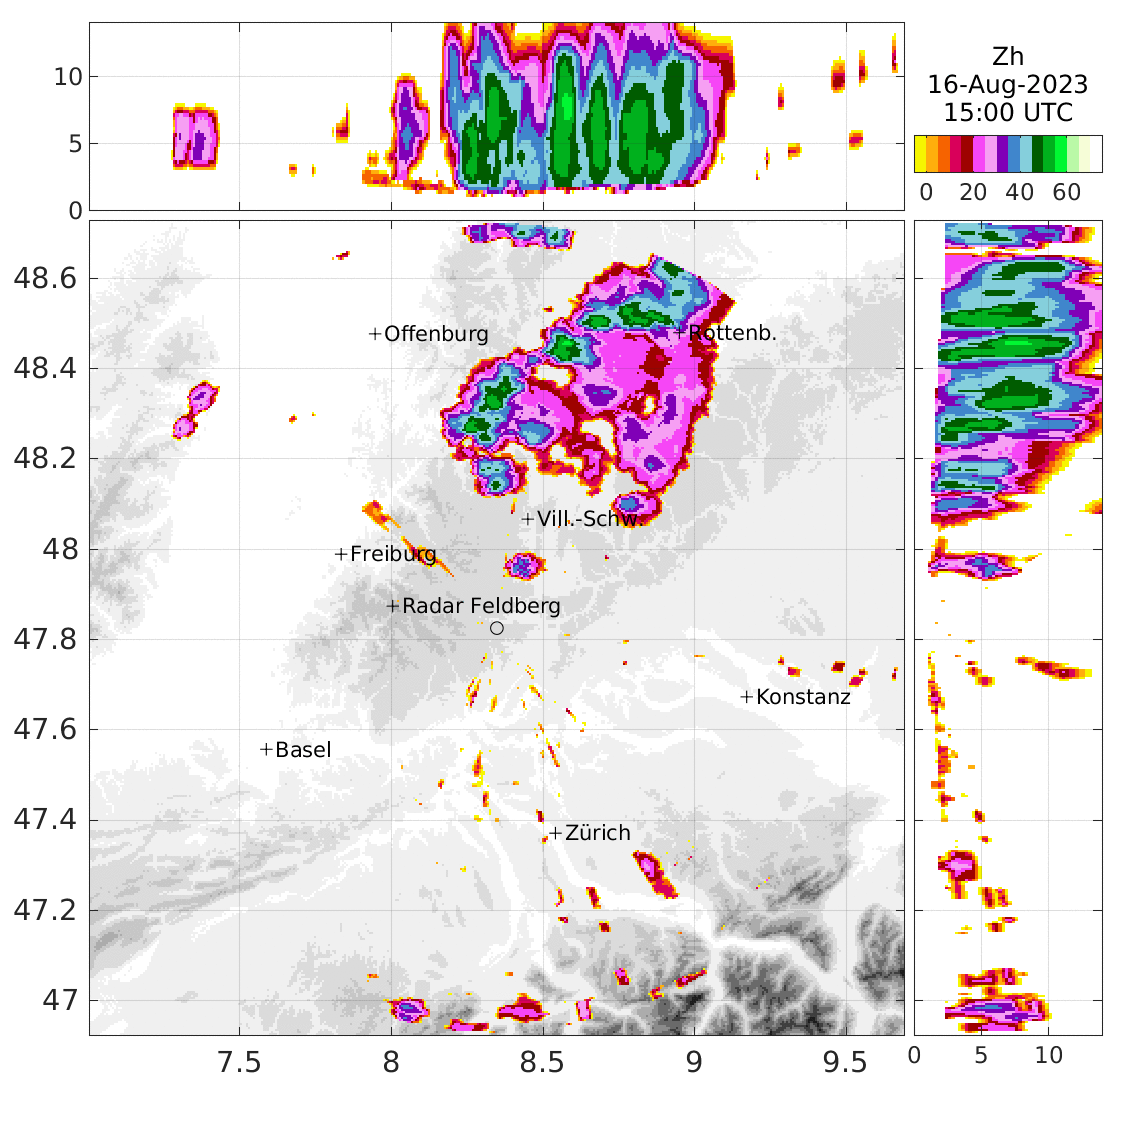 10
5
0
Zh
16-Aug-2023
15:00 UTC
0 20 40 60
48.6
48.4
48.2
48
47.8
47.6
47.4
47.2
47
+Offenburg
+Rottenb.
+Vill.-Schw.
+Freiburg
+Radar Feldberg
+Konstanz
+Basel
+Zürich
7.5 8 8.5 9 9.5
0 5 10